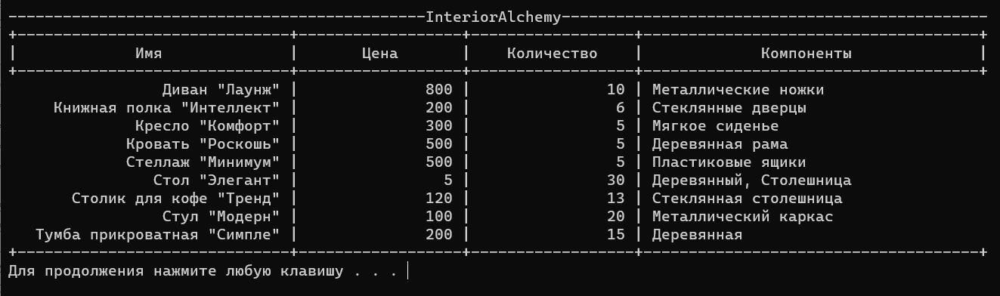 InteriorAlchemy
Имя | Цена | Количество | Компоненты
Диван "Лаунж" | 800 | 10 | Металлические ножки
Книжная полка "Интеллект" | 200 | 6 | Стеклянные дверцы
Кресло "Комфорт" | 300 | 5 | Мягкое сиденье
Кровать "Роскошь" | 500 | 5 | Деревянная рама
Стеллаж "Минимум" | 500 | 5 | Пластиковые ящики
Стол "Элегант" | 5 | 30 | Деревянный, Столешница
Столик для кофе "Тренд" | 120 | 13 | Стеклянная столешница
Стул "Модерн" | 100 | 20 | Металлический каркас
Тумба прикроватная "Симпле" | 200 | 15 | Деревянная
Для продолжения нажмите любую клавишу . . .